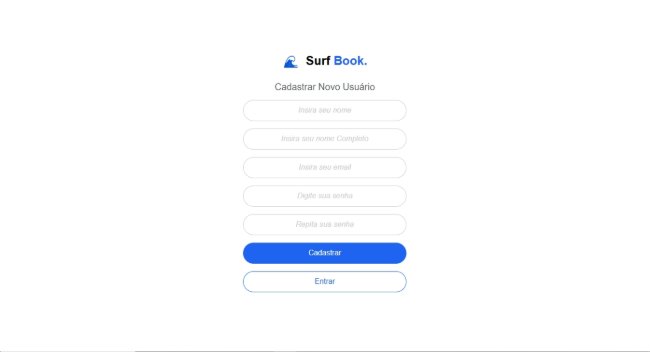 Surf Book.
Cadastrar Novo Usuário
Insira seu nome
Insira seu nome Completo
Insira seu email
Digite sua senha
Repita sua senha
Cadastrar
Entrar